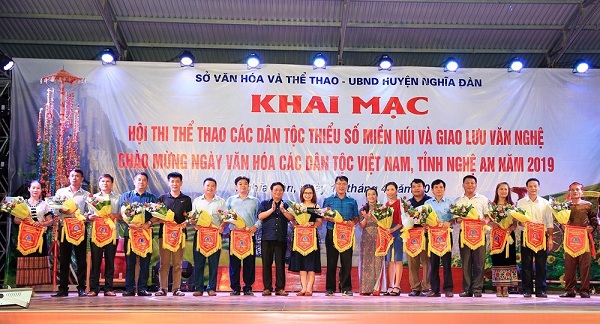 SỞ VĂN HÓA VÀ THỂ THAO - UBND HUYỆN NGHĨA ĐÀN
KHAI MẠC
HỘI THI THỂ THAO CÁC DÂN TỘC THIỂU SỐ MIỀN NÚI VÀ GIAO LƯU VĂN NGHỆ
CHÀO MỪNG NGÀY VĂN HÓA CÁC DÂN TỘC VIỆT NAM, TỈNH NGHỆ AN NĂM 2019